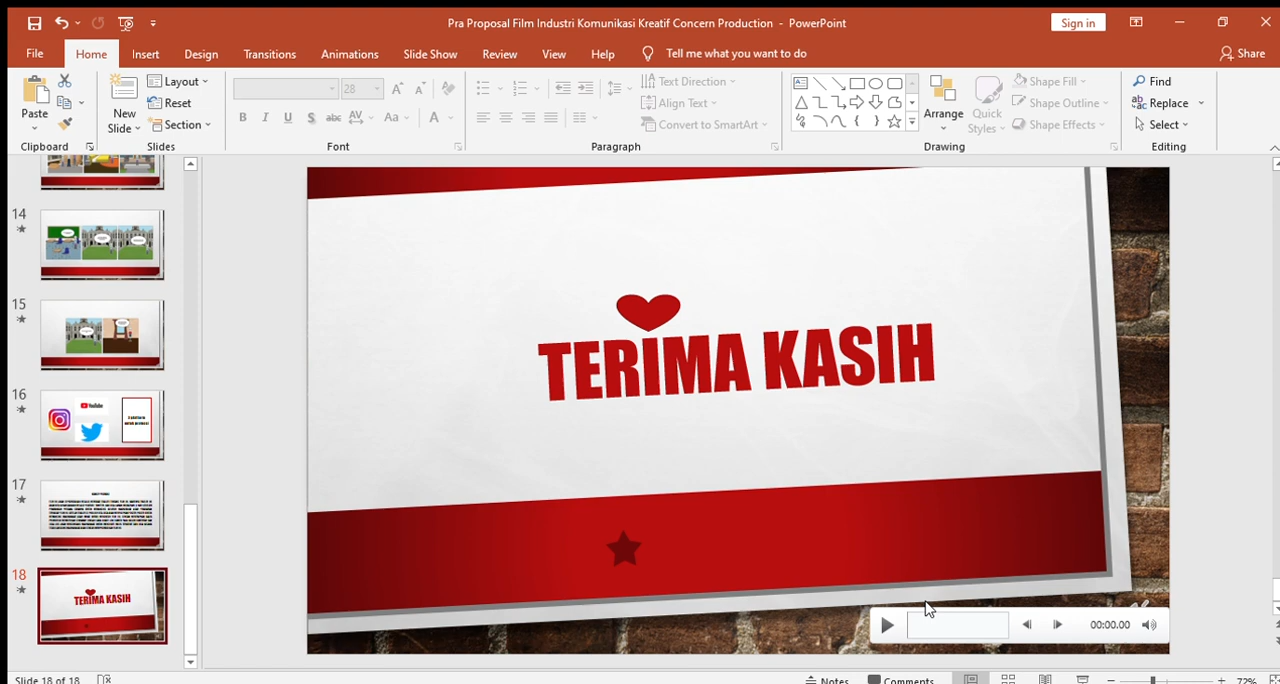 Pra Proposal Film Industri Komunikasi Kreatif Concern Production - PowerPoint
Sign in
File Home Insert Design Transitions Animations Slide Show Review View Help Tell me what you want to do Share
Paste
New Slide
Layout
Reset
Section
28
B I U S abc AV Aa A
Text Direction
Align Text
Convert to SmartArt
Arrange
Quick Styles
Shape Fill
Shape Outline
Shape Effects
Find
Replace
Select
Clipboard Slides Font Paragraph Drawing Editing
14
15
16
YouTube
17
18
TERIMA KASIH
TERIMA KASIH
00:00.00
Slide 18 of 18
Notes
Comments
72%